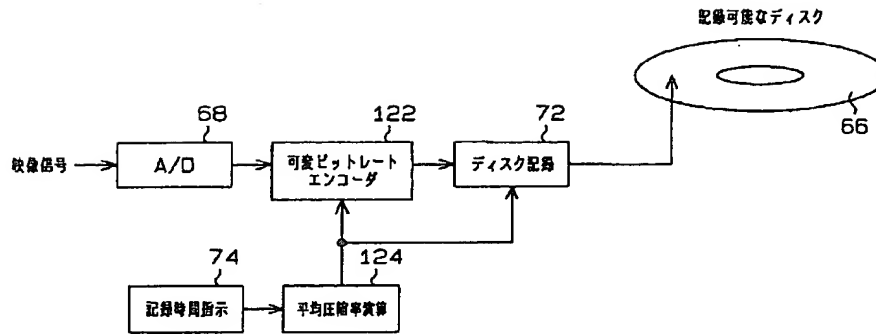 記録可能なディスク
66
68
122
72
映像信号
A/D
可変ビットレート
エンコーダ
ディスク記録
74
124
記録時間指示
平均圧縮率演算